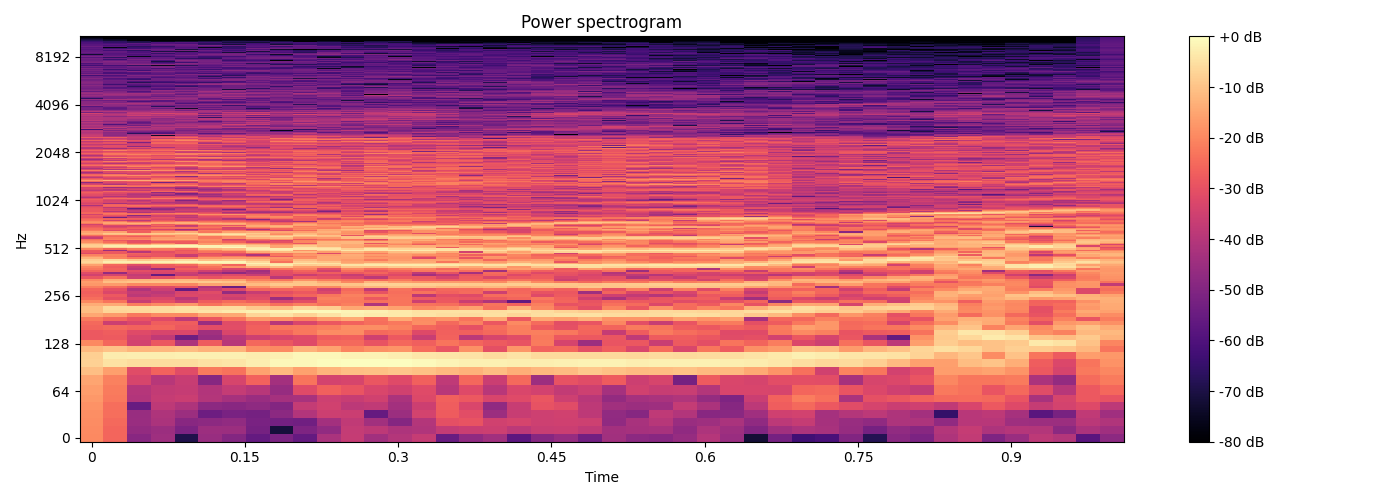 Power spectrogram
Hz
8192
4096
2048
1024
512
256
128
64
0
0 0.15 0.3 0.45 0.6 0.75 0.9
Time
+0 dB
-10 dB
-20 dB
-30 dB
-40 dB
-50 dB
-60 dB
-70 dB
-80 dB